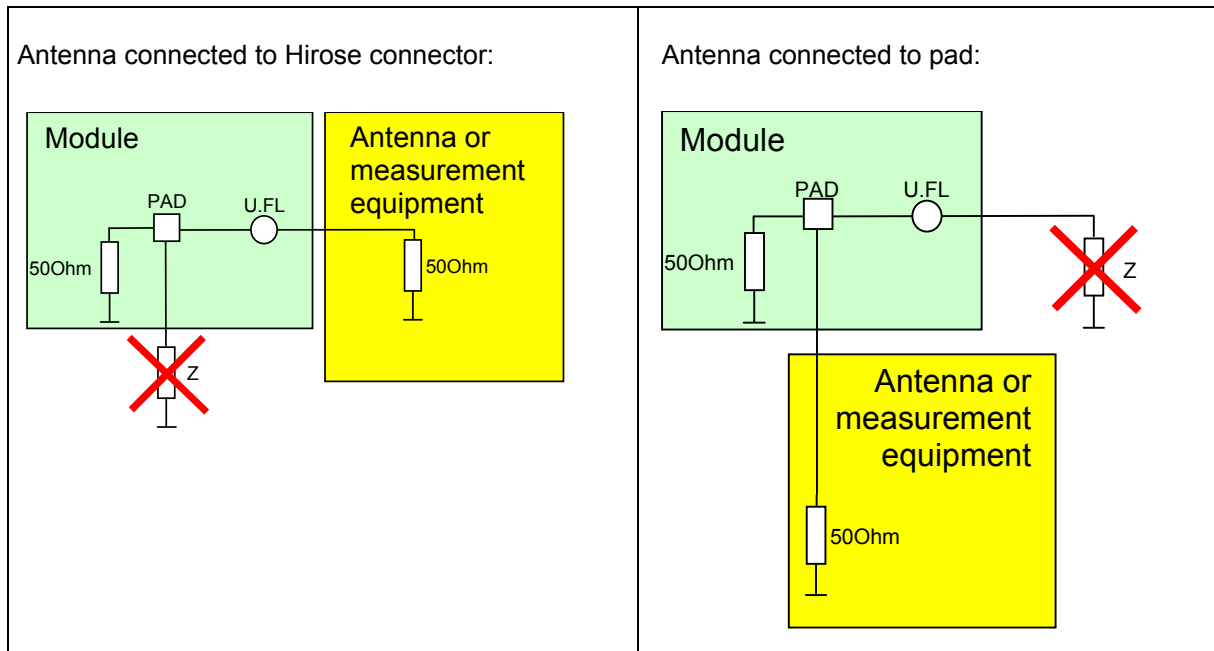 Antenna connected to Hirose connector:
Module
PAD
U.FL
50Ohm
Z
Antenna or
measurement
equipment
50Ohm
Antenna connected to pad:
Module
PAD
U.FL
50Ohm
Z
Antenna or
measurement
equipment
50Ohm